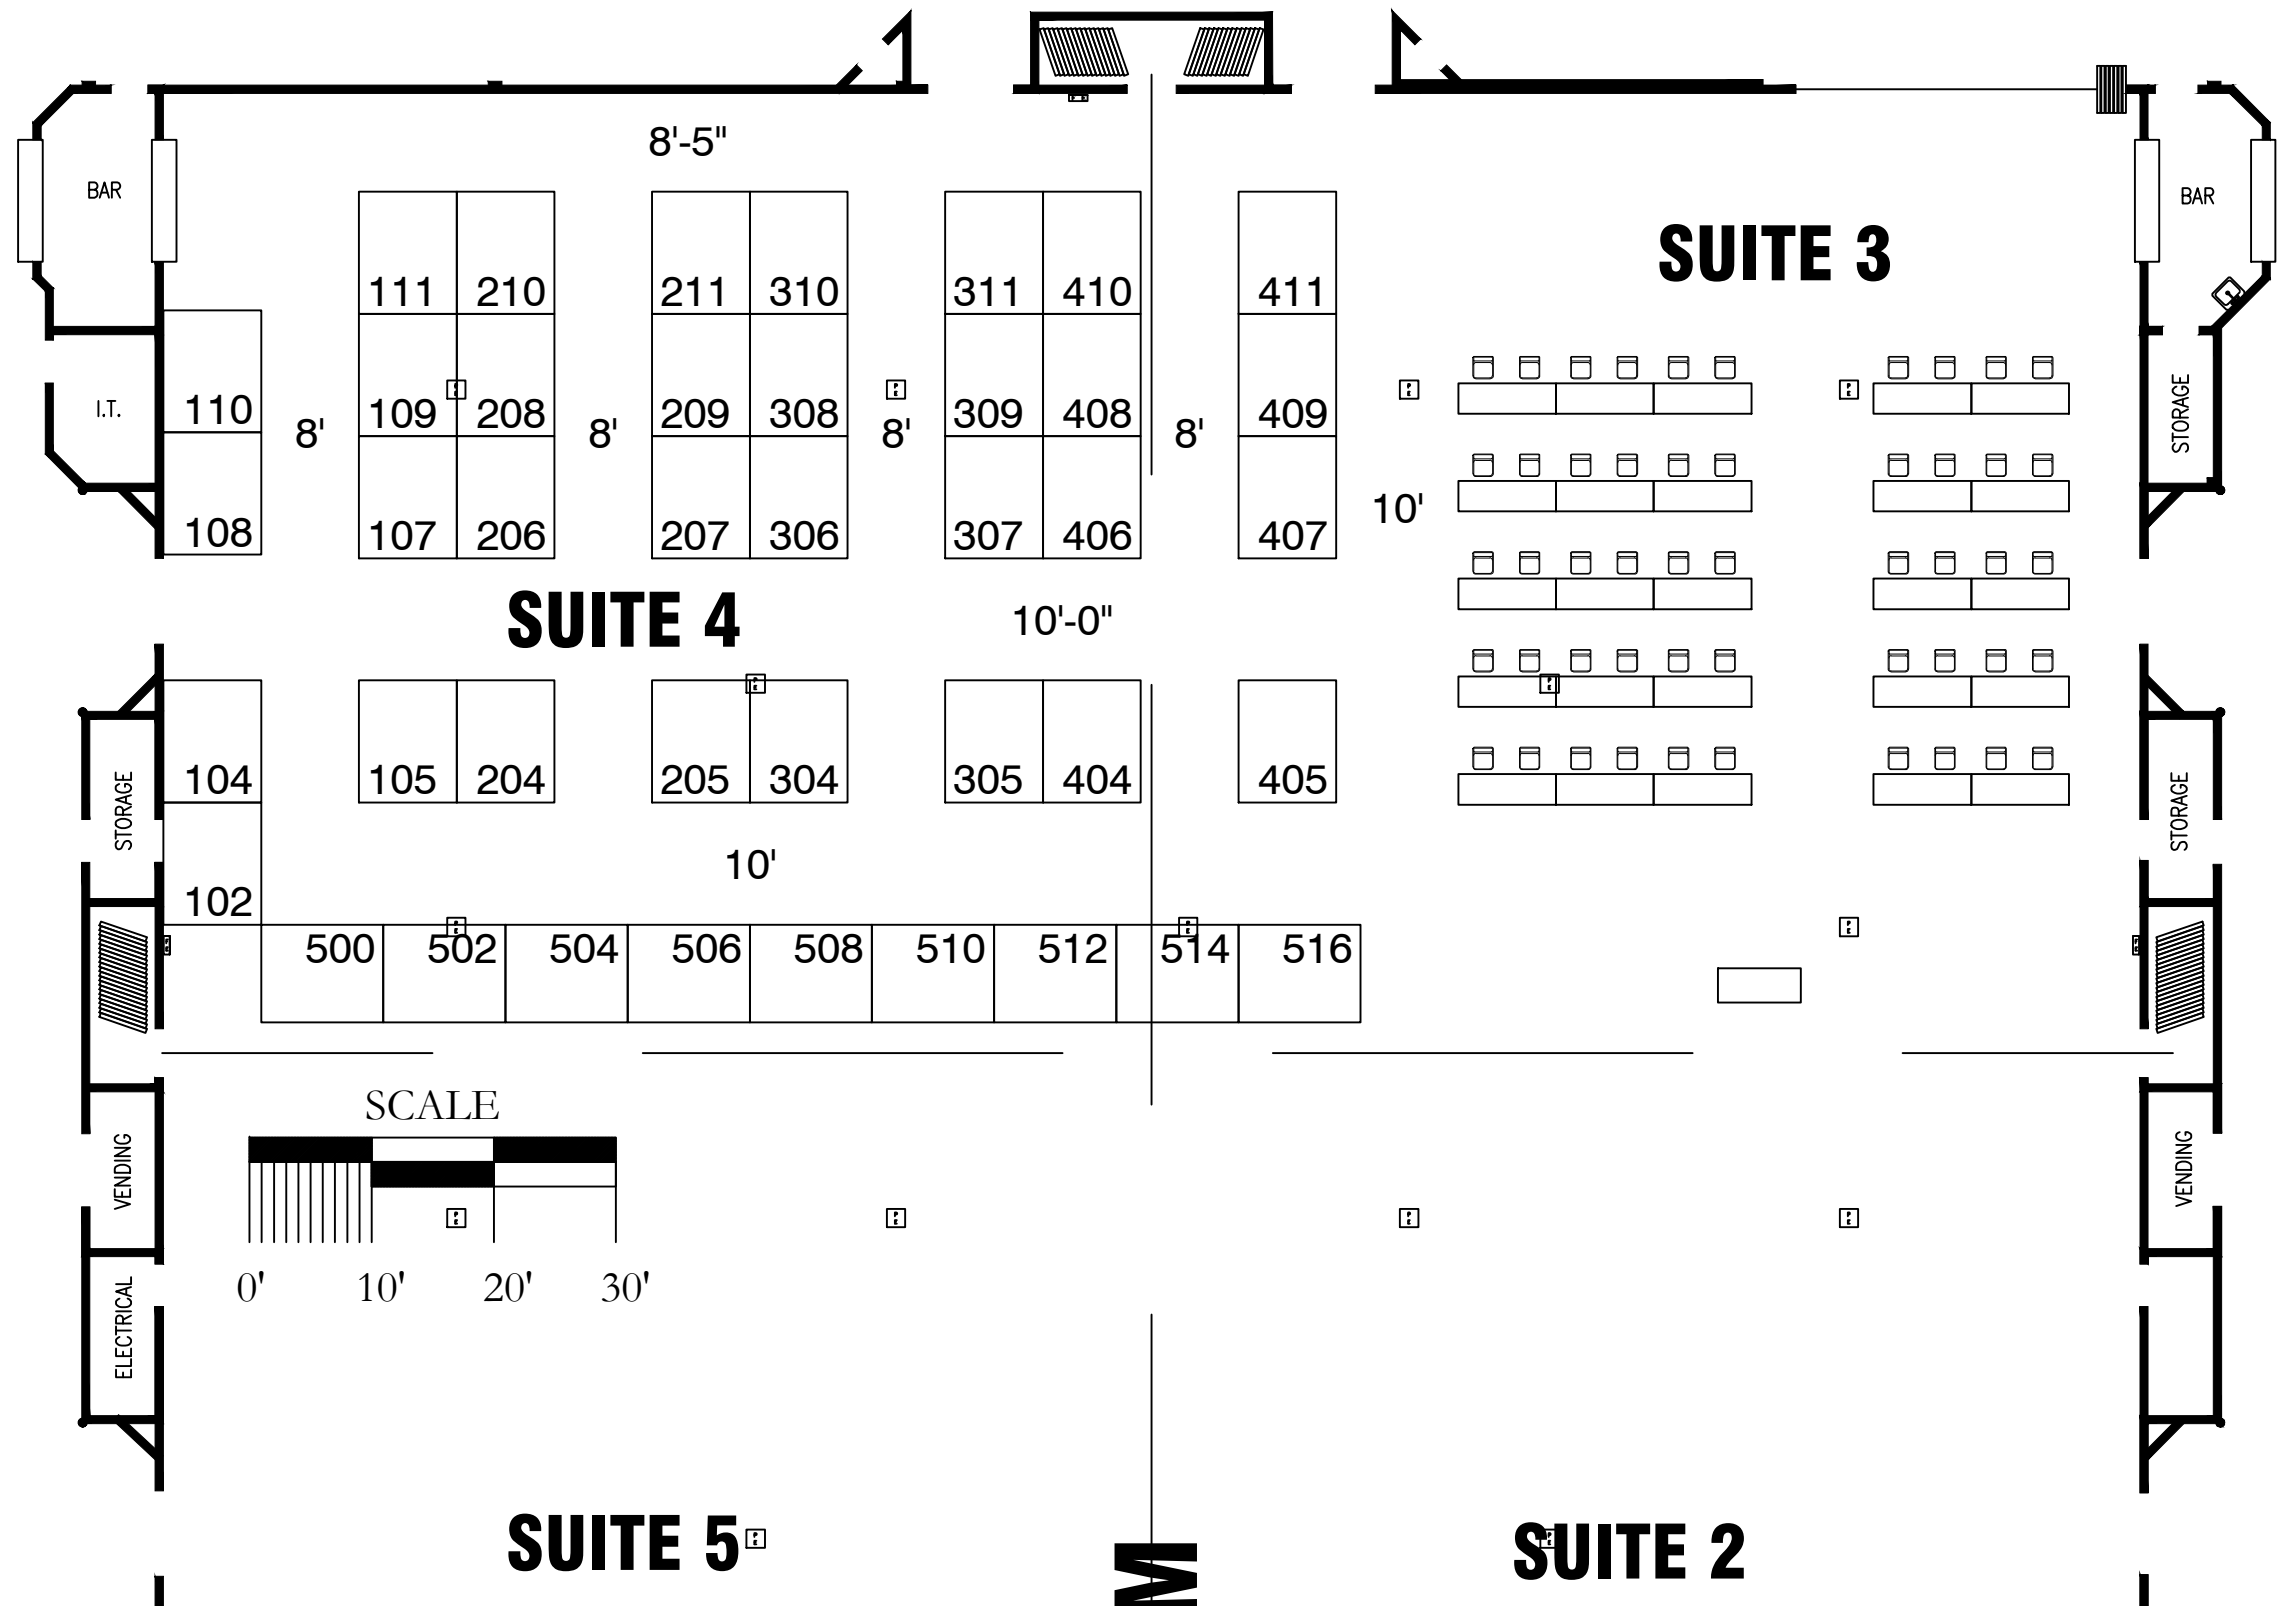 8'-5"
BAR
BAR
SUITE 3
111 210
211 310
311 410
411
110
109 208
209 308
309 408
409
I.T.
STORAGE
8'
8'
8'
8'
10'
108
107 206
207 306
307 406
407
SUITE 4
10'-0"
104
105 204
205 304
305 404
405
STORAGE
STORAGE
10'
102
500 502 504 506 508 510 512 514 516
SCALE
VENDING
VENDING
0' 10' 20' 30'
ELECTRICAL
SUITE 5
SUITE 2
M